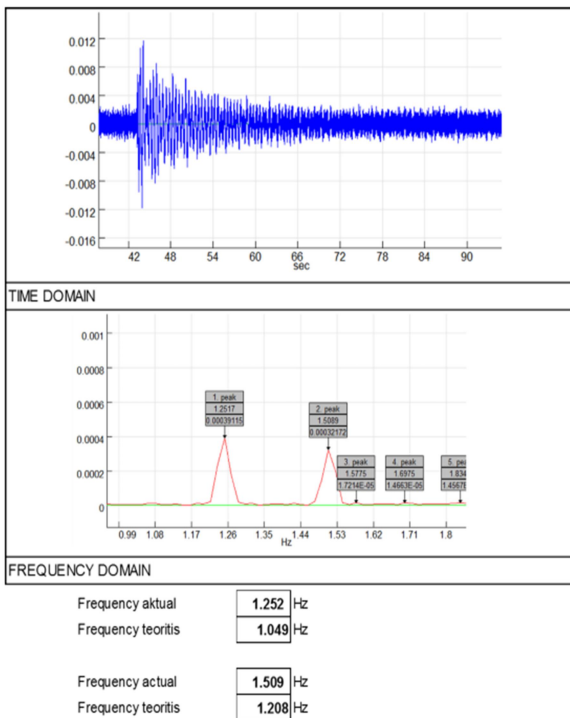 0.012
0.008
0.004
0
-0.004
-0.008
-0.012
-0.016
42 48 54 60 66 72 78 84 90
sec
TIME DOMAIN
0.001
0.0008
0.0006
0.0004
0.0002
0
1. peak
1.2517
0.00039115
2. peak
1.5089
0.00032172
3. peak
1.5775
1.7214E-05
4. peak
1.6975
1.4663E-05
5.
1.834
1.4567E
0.99 1.08 1.17 1.26 1.35 1.44 1.53 1.62 1.71 1.8
Hz
FREQUENCY DOMAIN
Frequency aktual 1.252 Hz
Frequency teoritis 1.049 Hz
Frequency actual 1.509 Hz
Frequency teoritis 1.208 Hz